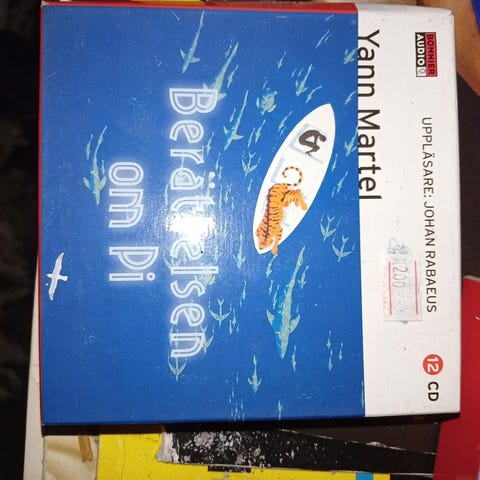 BONNIER
AUDIO
UPPLÄSARE: JOHAN RABAEUS
Yann Martel
Berättelsen
om Pi
12 CD